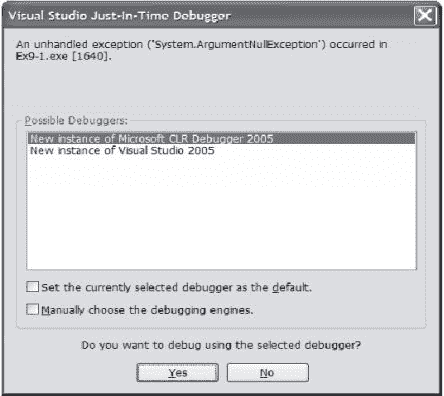 Visual Studio Just-In-Time Debugger
An unhandled exception ('System.ArgumentNullException') occurred in
Ex9-1.exe [1640].
Possible Debuggers:
New instance of Microsoft CLR Debugger 2005
New instance of Visual Studio 2005
Set the currently selected debugger as the default.
Manually choose the debugging engines.
Do you want to debug using the selected debugger?
Yes No